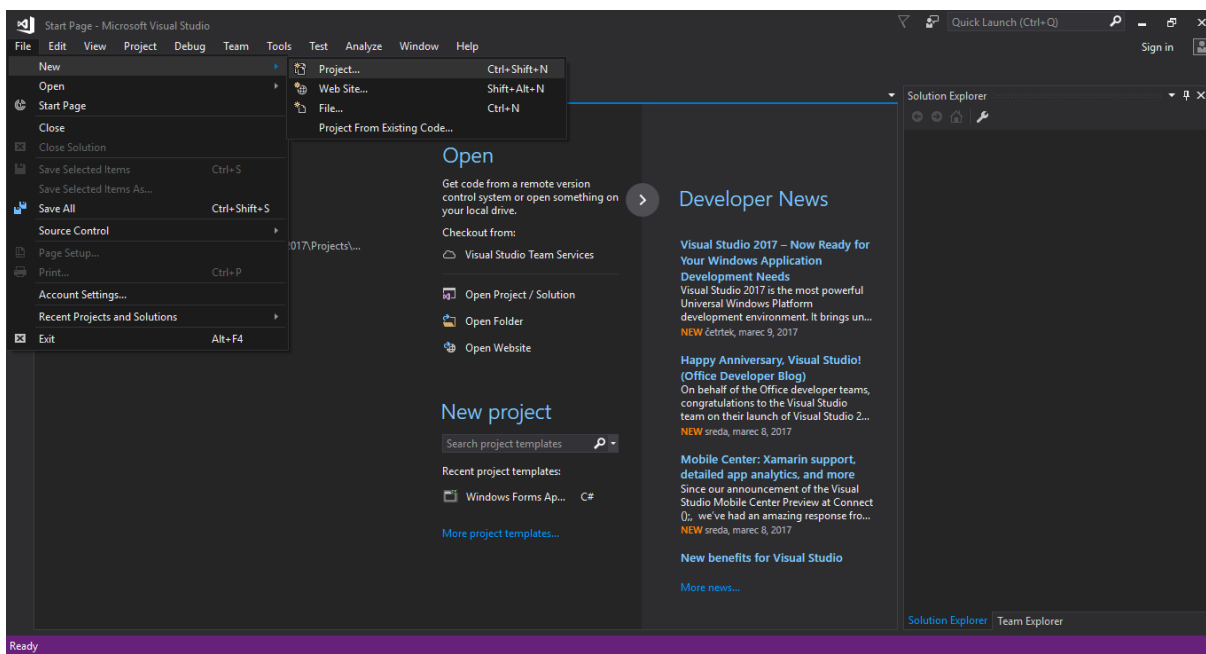 Start Page - Microsoft Visual Studio
Quick Launch (Ctrl+Q)
File Edit View Project Debug Team Tools Test Analyze Window Help
Sign in
New
Open
Start Page
Close
Close Solution
Save Selected Items Ctrl+S
Save Selected Items As...
Save All Ctrl+Shift+S
Source Control
Page Setup...
Print... Ctrl+P
Account Settings...
Recent Projects and Solutions
Exit Alt+F4
Project... Ctrl+Shift+N
Web Site... Shift+Alt+N
File... Ctrl+N
Project From Existing Code...
2017\Projects\...
Open
Get code from a remote version
control system or open something on
your local drive.
Checkout from:
Visual Studio Team Services
Open Project / Solution
Open Folder
Open Website
New project
Search project templates
Recent project templates:
Windows Forms Ap... C#
More project templates...
Developer News
Visual Studio 2017 – Now Ready for
Your Windows Application
Development Needs
Visual Studio 2017 is the most powerful
Universal Windows Platform
development environment. It brings un...
NEW četrtek, marec 9, 2017
Happy Anniversary, Visual Studio!
(Office Developer Blog)
On behalf of the Office developer teams,
congratulations to the Visual Studio
team on their launch of Visual Studio 2...
NEW sreda, marec 8, 2017
Mobile Center: Xamarin support,
detailed app analytics, and more
Since our announcement of the Visual
Studio Mobile Center Preview at Connect
();, we've had an amazing response fro...
NEW sreda, marec 8, 2017
New benefits for Visual Studio
More news...
Solution Explorer
Solution Explorer Team Explorer
Ready